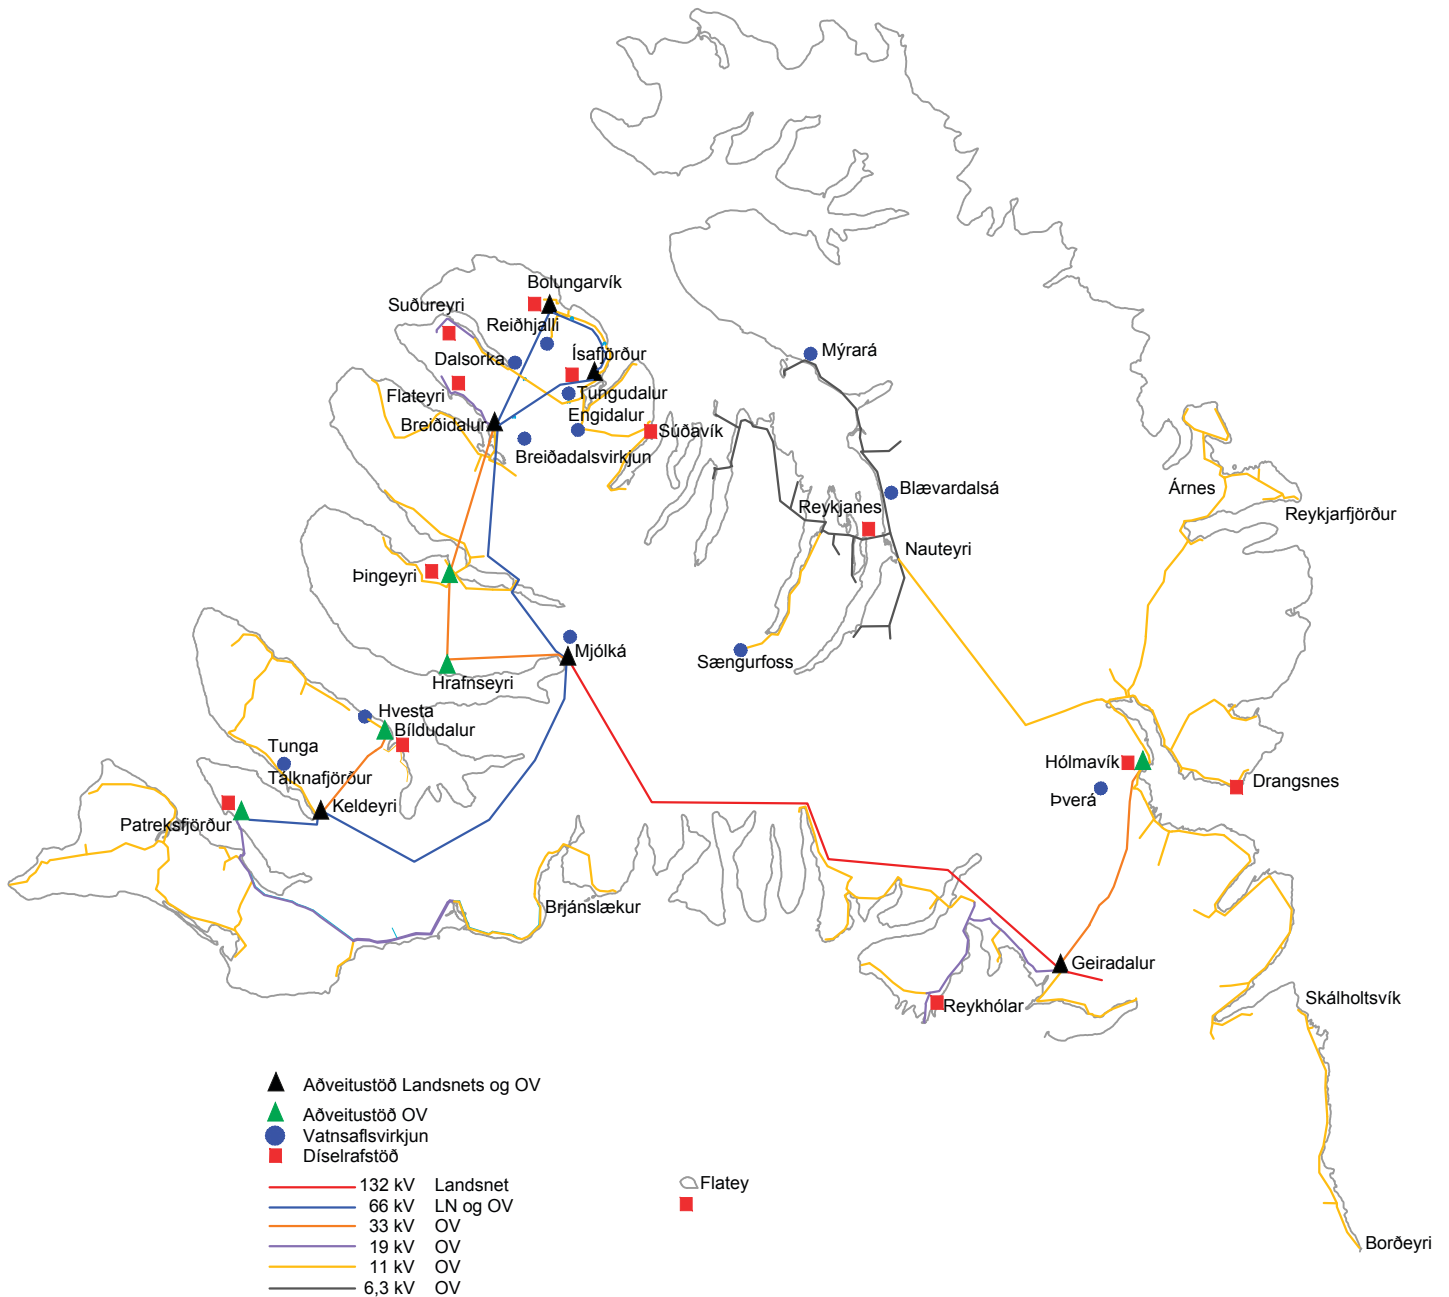 Bolungarvík
Suðureyri
Reiðhjalli
Ísafjörður
Dalsorka
Mýrará
Flateyri
Tungudalur
Engidalur
Breiðidalur
Súðavík
Breiðadalsvirkjun
Blævardalsá
Árnes
Reykjanes
Reykjarfjörður
Nauteyri
Þingeyri
Mjólká
Sængurfoss
Hrafnseyri
Hvesta
Bíldudalur
Tunga
Tálknafjörður
Hólmavík
Drangsnes
Keldeyri
Þverá
Patreksfjörður
Brjánslækur
Geiradalur
Skálholtsvík
Reykhólar
Aðveitustöð Landsnets og OV
Aðveitustöð OV
Vatnsaflsvirkjun
Díselrafstöð
132 kV Landsnet
66 kV LN og OV
33 kV OV
19 kV OV
11 kV OV
6,3 kV OV
Flatey
Borðeyri